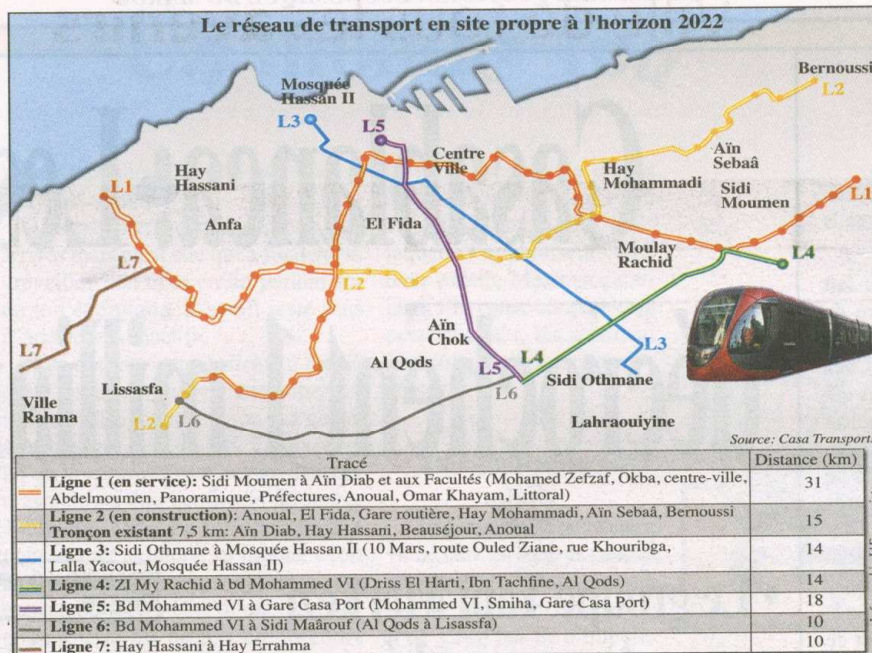 Le réseau de transport en site propre à l'horizon 2022
Bernoussi
Mosquée
Hassan II
L2
L3
L5
Centre
Ville
Aïn
Sebaâ
Hay
Hassani
Hay
Mohammadi
Sidi
Moumen
L1
L1
Anfa
El Fida
Moulay
Rachid
L4
L7
L2
Aïn
Chok
L3
L7
Al Qods
L5
L4
L6
Sidi Othmane
Lissasfa
Ville
Rahma
L2
L6
Lahraouiyine
Source: Casa Transports
Tracé
Distance (km)
Ligne 1 (en service): Sidi Moumen à Aïn Diab et aux Facultés (Mohamed Zefzaf, Okba, centre-ville,
Abdelmoumen, Panoramique, Préfectures, Anoual, Omar Khayam, Littoral)
31
Ligne 2 (en construction): Anoual, El Fida, Gare routière, Hay Mohammadi, Aïn Sebaâ, Bernoussi
Tronçon existant 7,5 km: Aïn Diab, Hay Hassani, Beauséjour, Anoual
15
Ligne 3: Sidi Othmane à Mosquée Hassan II (10 Mars, route Ouled Ziane, rue Khouribga,
Lalla Yacout, Mosquée Hassan II)
14
Ligne 4: ZI My Rachid à bd Mohammed VI (Driss El Harti, Ibn Tachfine, Al Qods)
14
Ligne 5: Bd Mohammed VI à Gare Casa Port (Mohammed VI, Smiha, Gare Casa Port)
18
Ligne 6: Bd Mohammed VI à Sidi Maârouf (Al Qods à Lisassfa)
10
Ligne 7: Hay Hassani à Hay Errahma
10